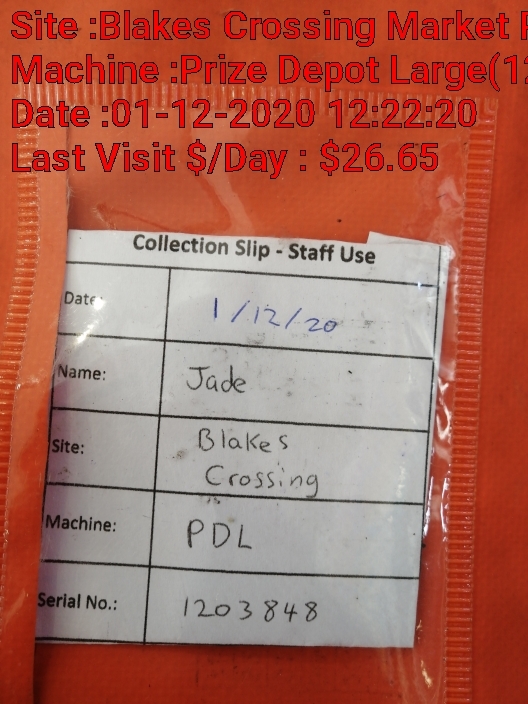 Site :Blakes Crossing Market
Machine :Prize Depot Large(12
Date :01-12-2020 12:22:20
Last Visit $/Day : $26.65
Collection Slip - Staff Use
Date: 1/12/20
Name: Jade
Site: Blakes
Crossing
Machine: PDL
Serial No.: 1203848